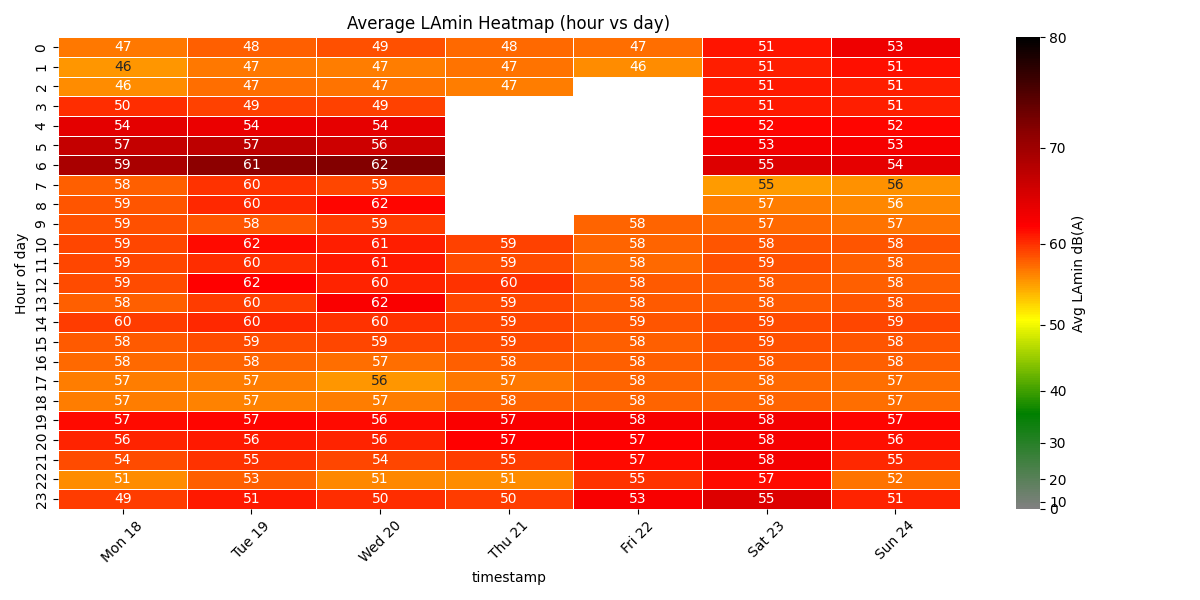 Average LAmin Heatmap (hour vs day)
Hour of day
0 47 48 49 48 47 51 53
1 46 47 47 47 46 51 51
2 46 47 47 47 51 51
3 50 49 49 51 51
4 54 54 54 52 52
5 57 57 56 53 53
6 59 61 62 55 54
7 58 60 59 55 56
8 59 60 62 57 56
9 59 58 59 58 57 57
10 59 62 61 59 58 58 58
11 59 60 61 59 58 59 58
12 59 62 60 60 58 58 58
13 58 60 62 59 58 58 58
14 60 60 60 59 59 59 59
15 58 59 59 59 58 59 58
16 58 58 57 58 58 58 58
17 57 57 56 57 58 58 57
18 57 57 57 58 58 58 57
19 57 57 56 57 58 58 57
20 56 56 56 57 57 58 56
21 54 55 54 55 57 58 55
22 51 53 51 51 55 57 52
23 49 51 50 50 53 55 51
Mon 18 Tue 19 Wed 20 Thu 21 Fri 22 Sat 23 Sun 24
timestamp
80
70
60
50
40
30
20
10
0
Avg LAmin dB(A)